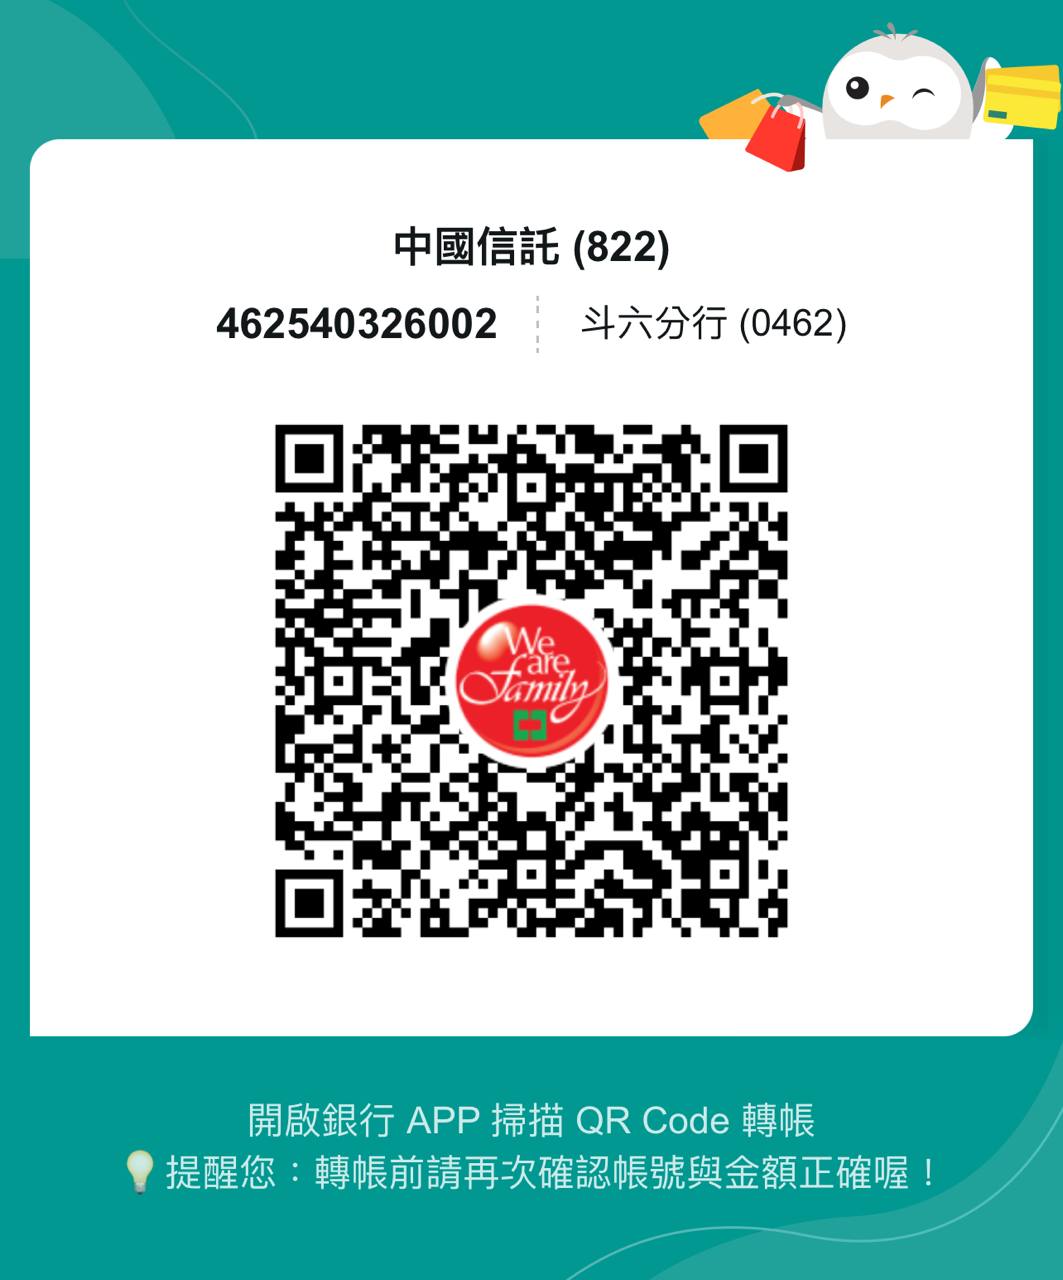 中國信託 (822)
462540326002
斗六分行 (0462)
We
are
Family
開啟銀行 APP 掃描 QR Code 轉帳
提醒您：轉帳前請再次確認帳號與金額正確喔！